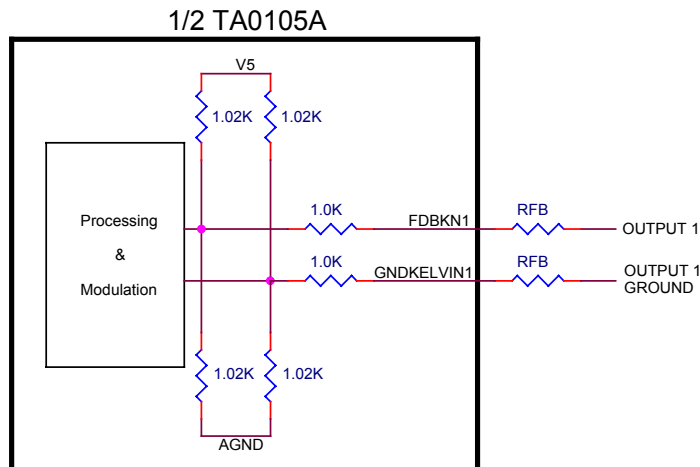 1/2 TA0105A
V5
1.02K
1.02K
Processing
&
Modulation
1.0K
FDBKN1
RFB
OUTPUT 1
1.0K
GNDKELVIN1
RFB
OUTPUT 1
GROUND
1.02K
1.02K
AGND